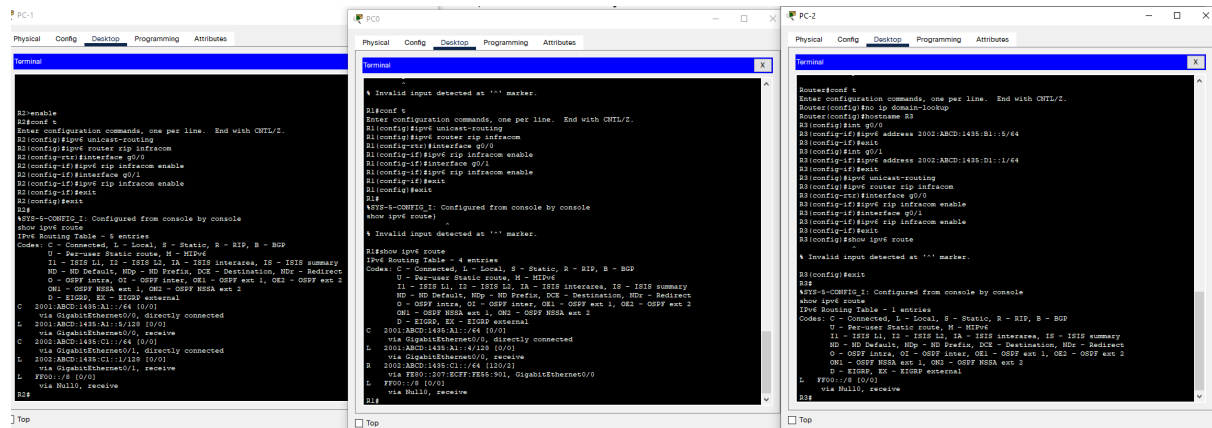 PC-1
Physical Config Desktop Programming Attributes
Terminal
R2>enable
R2#conf t
Enter configuration commands, one per line. End with CNTL/Z.
R2(config)#ipv6 unicast-routing
R2(config)#ipv6 router rip infracom
R2(config-rtr)#interface g0/0
R2(config-if)#ipv6 rip infracom enable
R2(config-if)#interface g0/1
R2(config-if)#ipv6 rip infracom enable
R2(config-if)#exit
R2(config)#exit
R2#
%SYS-5-CONFIG_I: Configured from console by console
show ipv6 route
IPv6 Routing Table - 5 entries
Codes: C - Connected, L - Local, S - Static, R - RIP, B - BGP
U - Per-user Static route, M - MIPv6
I1 - ISIS L1, I2 - ISIS L2, IA - ISIS interarea, IS - ISIS summary
ND - ND Default, NDp - ND Prefix, DCE - Destination, NDr - Redirect
O - OSPF intra, OI - OSPF inter, OE1 - OSPF ext 1, OE2 - OSPF ext 2
ON1 - OSPF NSSA ext 1, ON2 - OSPF NSSA ext 2
D - EIGRP, EX - EIGRP external
C 2001:ABCD:1435:A1::/64 [0/0]
via GigabitEthernet0/0, directly connected
L 2001:ABCD:1435:A1::5/128 [0/0]
via GigabitEthernet0/0, receive
C 2002:ABCD:1435:C1::/64 [0/0]
via GigabitEthernet0/1, directly connected
L 2002:ABCD:1435:C1::1/128 [0/0]
via GigabitEthernet0/1, receive
L FF00::/8 [0/0]
via Null0, receive
R2#
Top
PC0
Physical Config Desktop Programming Attributes
Terminal
X
^
% Invalid input detected at '^' marker.
R1#conf t
Enter configuration commands, one per line. End with CNTL/Z.
R1(config)#ipv6 unicast-routing
R1(config)#ipv6 router rip infracom
R1(config-rtr)#interface g0/0
R1(config-if)#ipv6 rip infracom enable
R1(config-if)#interface g0/1
R1(config-if)#ipv6 rip infracom enable
R1(config-if)#exit
R1(config)#exit
R1#
%SYS-5-CONFIG_I: Configured from console by console
show ipv6 route}
^
% Invalid input detected at '^' marker.
R1#show ipv6 route
IPv6 Routing Table - 4 entries
Codes: C - Connected, L - Local, S - Static, R - RIP, B - BGP
U - Per-user Static route, M - MIPv6
I1 - ISIS L1, I2 - ISIS L2, IA - ISIS interarea, IS - ISIS summary
ND - ND Default, NDp - ND Prefix, DCE - Destination, NDr - Redirect
O - OSPF intra, OI - OSPF inter, OE1 - OSPF ext 1, OE2 - OSPF ext 2
ON1 - OSPF NSSA ext 1, ON2 - OSPF NSSA ext 2
D - EIGRP, EX - EIGRP external
C 2001:ABCD:1435:A1::/64 [0/0]
via GigabitEthernet0/0, directly connected
L 2001:ABCD:1435:A1::4/128 [0/0]
via GigabitEthernet0/0, receive
R 2002:ABCD:1435:C1::/64 [120/2]
via FE80::207:ECFF:FE55:901, GigabitEthernet0/0
L FF00::/8 [0/0]
via Null0, receive
R1#
Top
PC-2
Physical Config Desktop Programming Attributes
Terminal
X
Router#conf t
Enter configuration commands, one per line. End with CNTL/Z.
Router(config)#no ip domain-lookup
Router(config)#hostname R3
R3(config)#int g0/0
R3(config-if)#ipv6 address 2002:ABCD:1435:B1::5/64
R3(config-if)#exit
R3(config)#int g0/1
R3(config-if)#ipv6 address 2002:ABCD:1435:D1::1/64
R3(config-if)#exit
R3(config)#ipv6 unicast-routing
R3(config)#ipv6 router rip infracom
R3(config-rtr)#interface g0/0
R3(config-if)#ipv6 rip infracom enable
R3(config-if)#interface g0/1
R3(config-if)#ipv6 rip infracom enable
R3(config-if)#exit
R3(config)#show ipv6 route
^
% Invalid input detected at '^' marker.
R3(config)#exit
R3#
%SYS-5-CONFIG_I: Configured from console by console
show ipv6 route
IPv6 Routing Table - 1 entries
Codes: C - Connected, L - Local, S - Static, R - RIP, B - BGP
U - Per-user Static route, M - MIPv6
I1 - ISIS L1, I2 - ISIS L2, IA - ISIS interarea, IS - ISIS summary
ND - ND Default, NDp - ND Prefix, DCE - Destination, NDr - Redirect
O - OSPF intra, OI - OSPF inter, OE1 - OSPF ext 1, OE2 - OSPF ext 2
ON1 - OSPF NSSA ext 1, ON2 - OSPF NSSA ext 2
D - EIGRP, EX - EIGRP external
L FF00::/8 [0/0]
via Null0, receive
R3#
Top